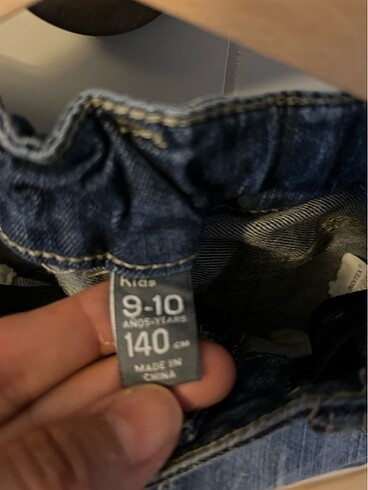 Kids
9-10
AÑOS-YEARS
140 CM
MADE IN
CHINA